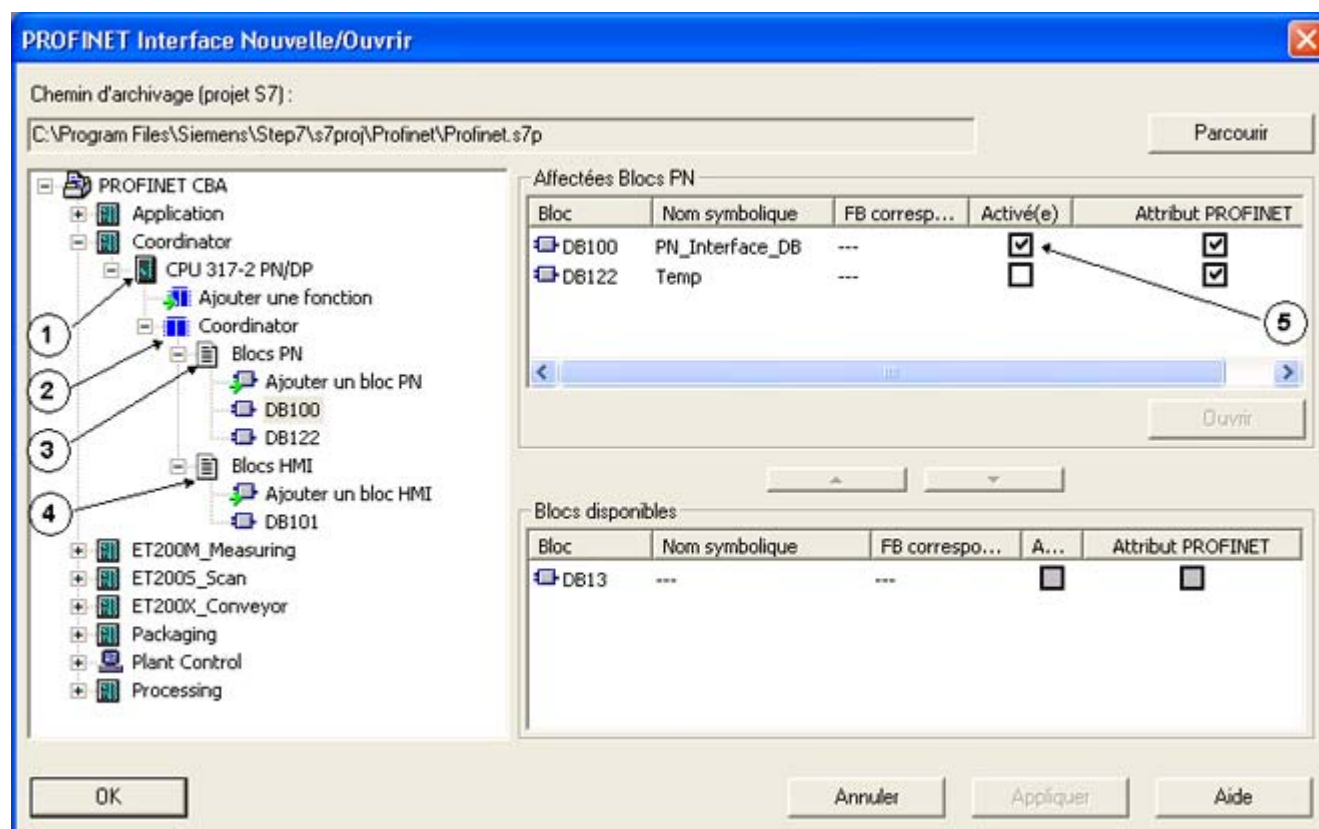 PROFINET Interface Nouvelle/Ouvrir
Chemin d'archivage (projet S7) :
C:\Program Files\Siemens\Step7\s7proj\Profinet\Profinet.s7p
Parcourir
PROFINET CBA
Application
Coordinator
CPU 317-2 PN/DP
Ajouter une fonction
Coordinator
Blocs PN
Ajouter un bloc PN
DB100
DB122
Blocs HMI
Ajouter un bloc HMI
DB101
ET200M_Measuring
ET200S_Scan
ET200X_Conveyor
Packaging
Plant Control
Processing
1
2
3
4
Affectées Blocs PN
Bloc Nom symbolique FB corresp... Activé(e) Attribut PROFINET
DB100 PN_Interface_DB ---
DB122 Temp ---
5
Ouvrir
Blocs disponibles
Bloc Nom symbolique FB correspo... A... Attribut PROFINET
DB13 --- ---
OK Annuler Appliquer Aide